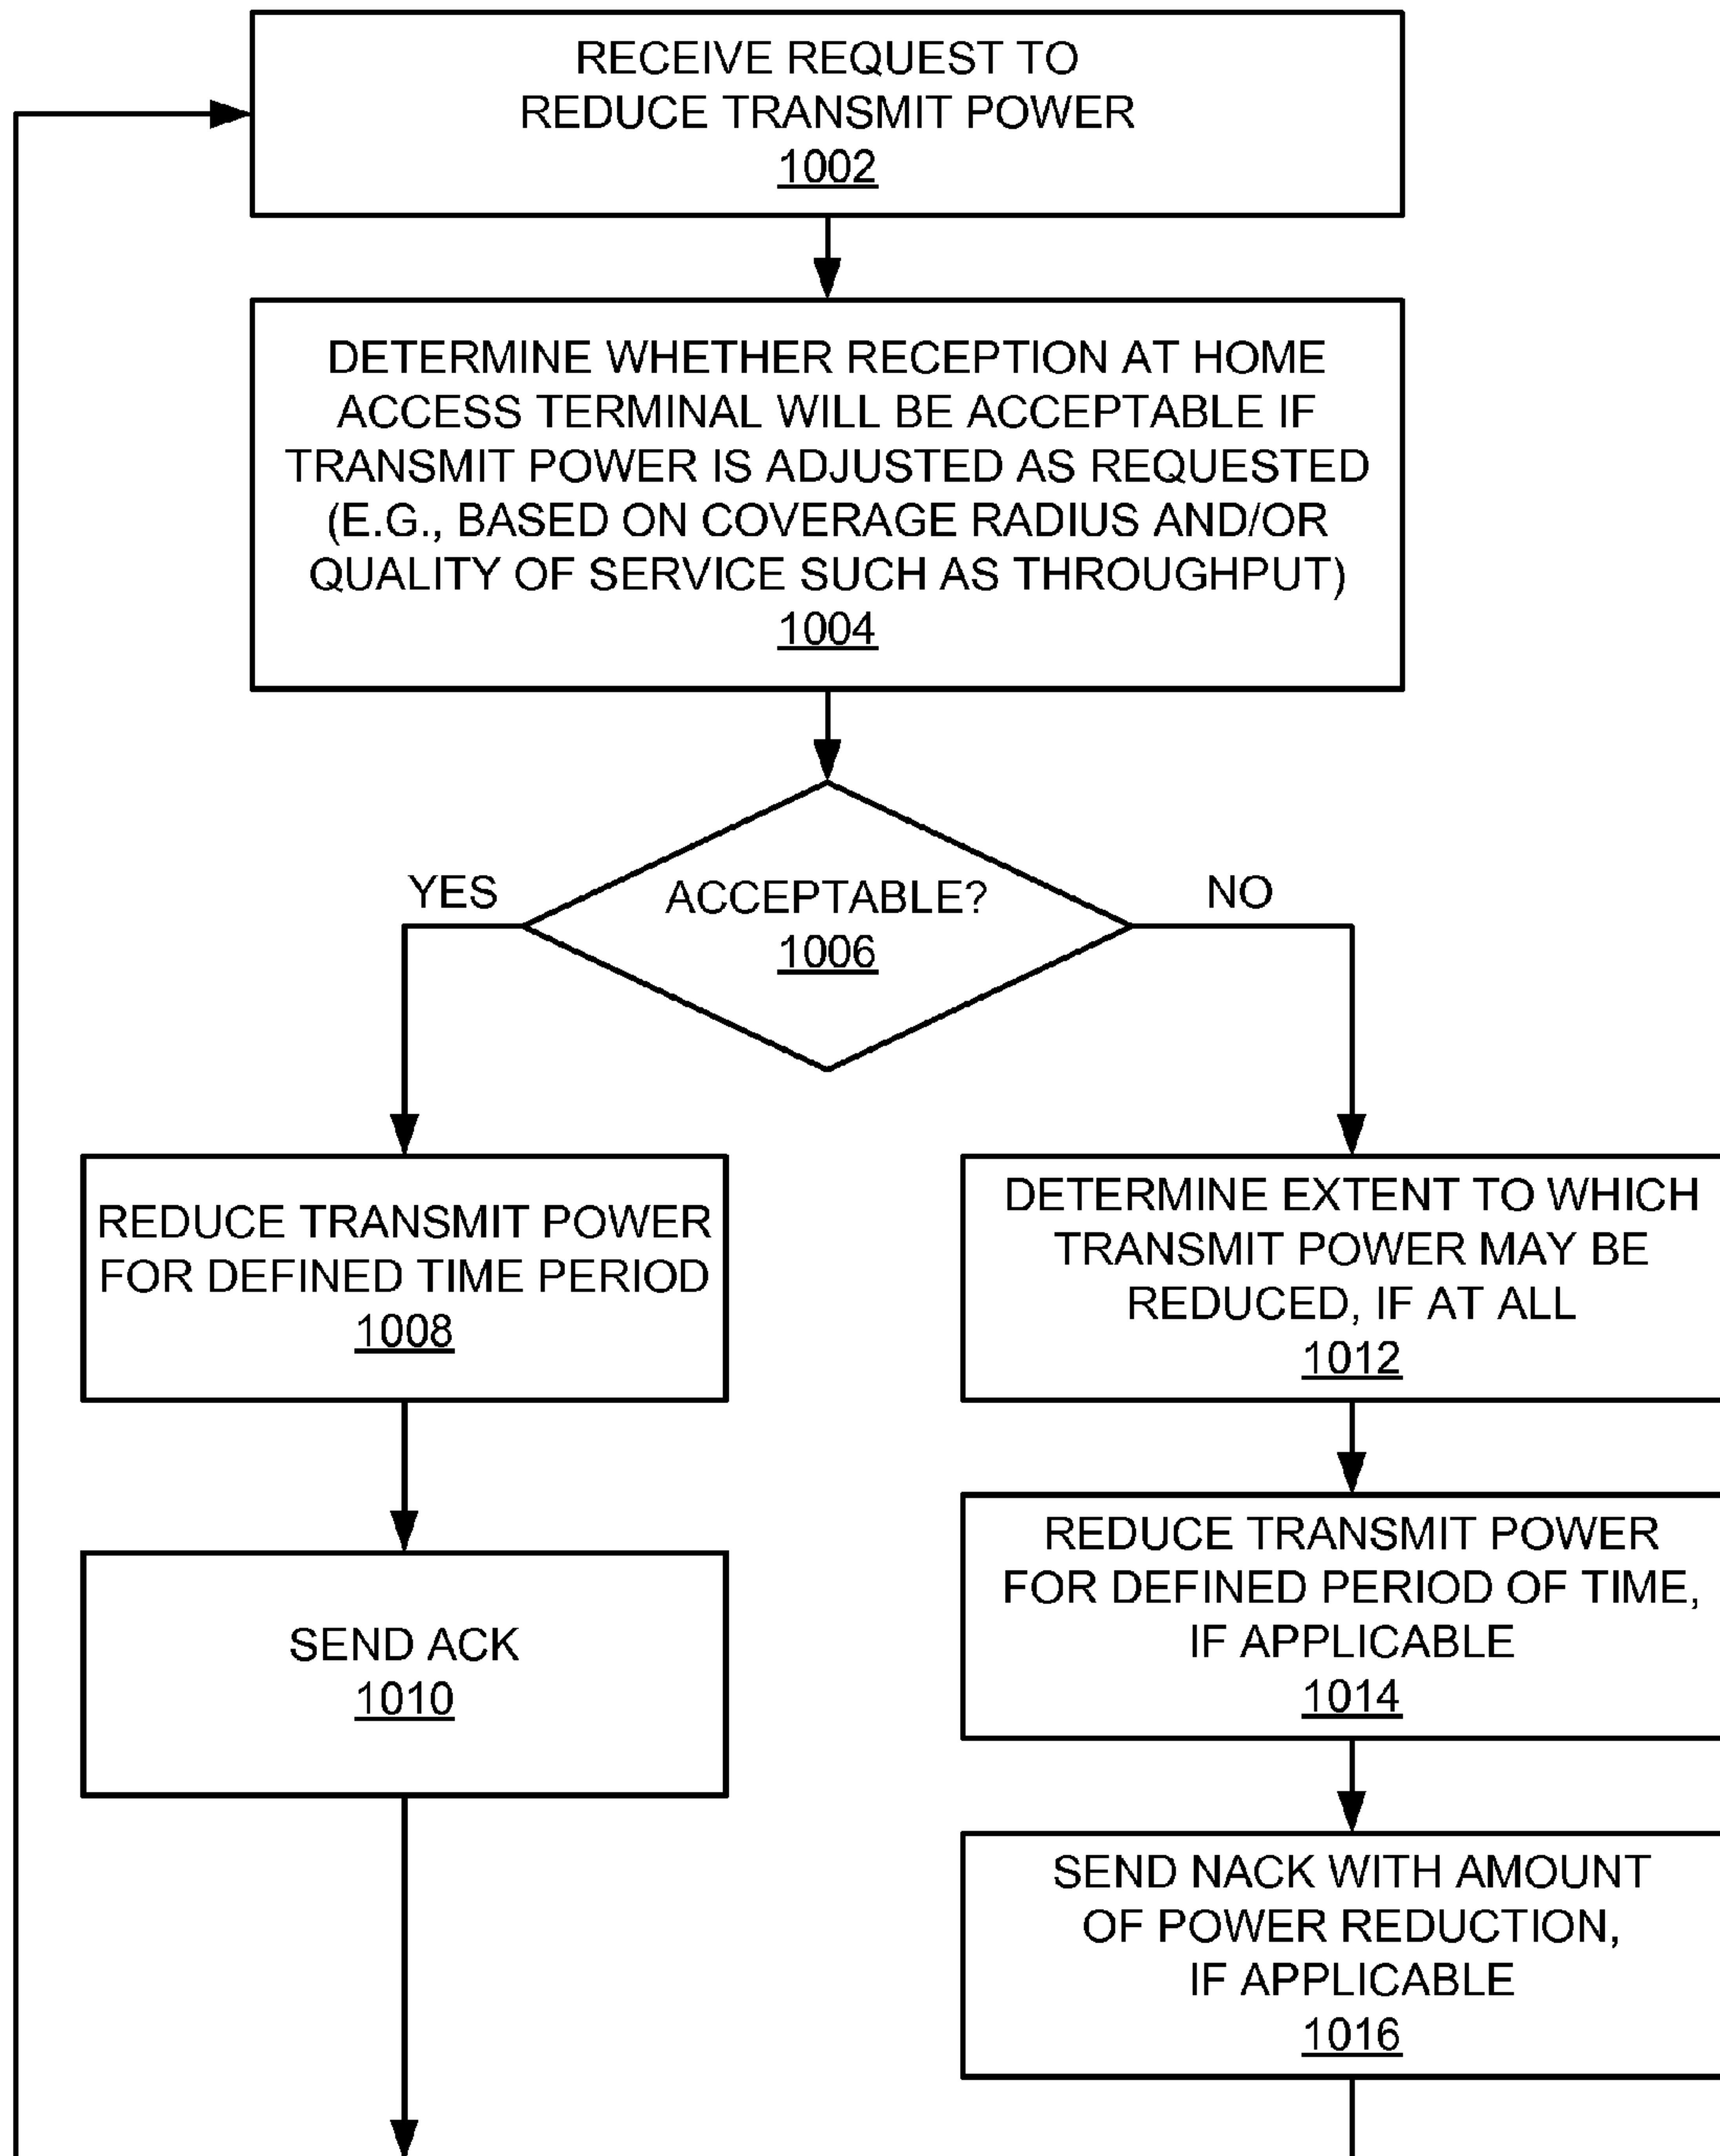 RECEIVE REQUEST TO
REDUCE TRANSMIT POWER
1002
DETERMINE WHETHER RECEPTION AT HOME
ACCESS TERMINAL WILL BE ACCEPTABLE IF
TRANSMIT POWER IS ADJUSTED AS REQUESTED
(E.G., BASED ON COVERAGE RADIUS AND/OR
QUALITY OF SERVICE SUCH AS THROUGHPUT)
1004
ACCEPTABLE?
1006
YES
NO
REDUCE TRANSMIT POWER
FOR DEFINED TIME PERIOD
1008
SEND ACK
1010
DETERMINE EXTENT TO WHICH
TRANSMIT POWER MAY BE
REDUCED, IF AT ALL
1012
REDUCE TRANSMIT POWER
FOR DEFINED PERIOD OF TIME,
IF APPLICABLE
1014
SEND NACK WITH AMOUNT
OF POWER REDUCTION,
IF APPLICABLE
1016